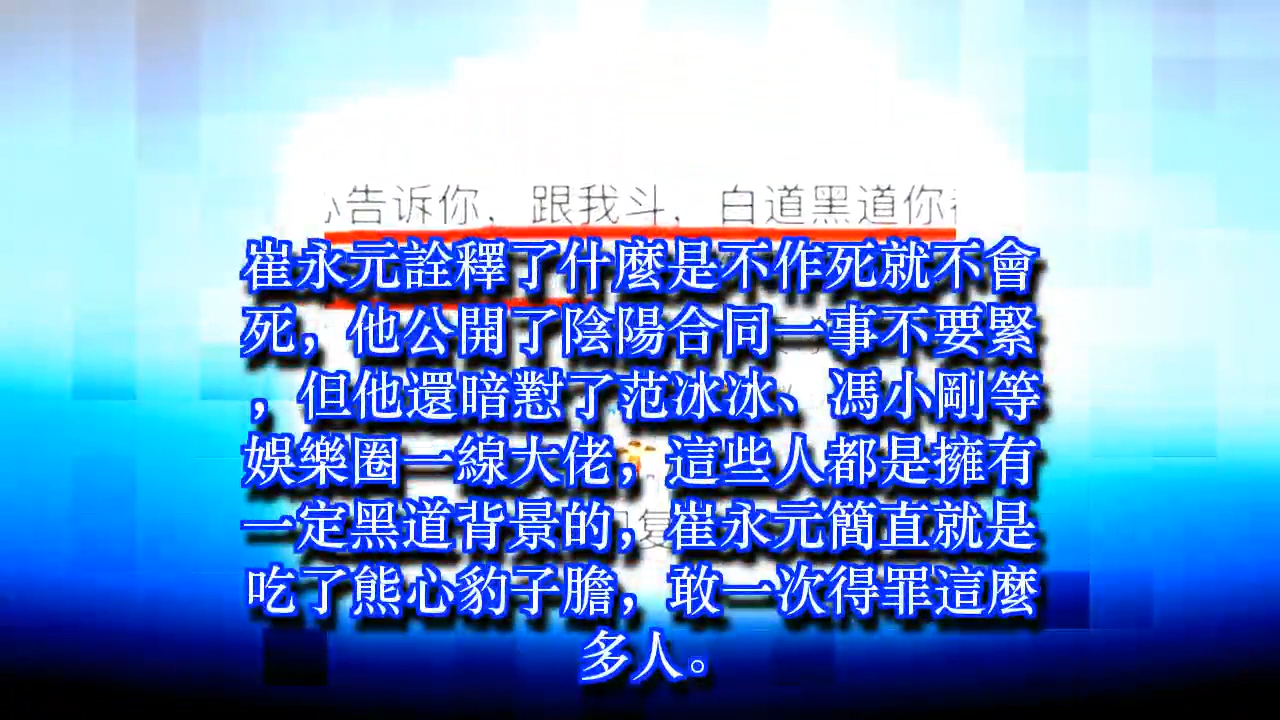 告诉你，跟我斗，白道黑道你
崔永元詮釋了什麼是不作死就不會
死，他公開了陰陽合同一事不要緊
，但他還暗懟了范冰冰、馮小剛等
娛樂圈一線大佬，這些人都是擁有
一定黑道背景的，崔永元簡直就是
吃了熊心豹子膽，敢一次得罪這麼
多人。